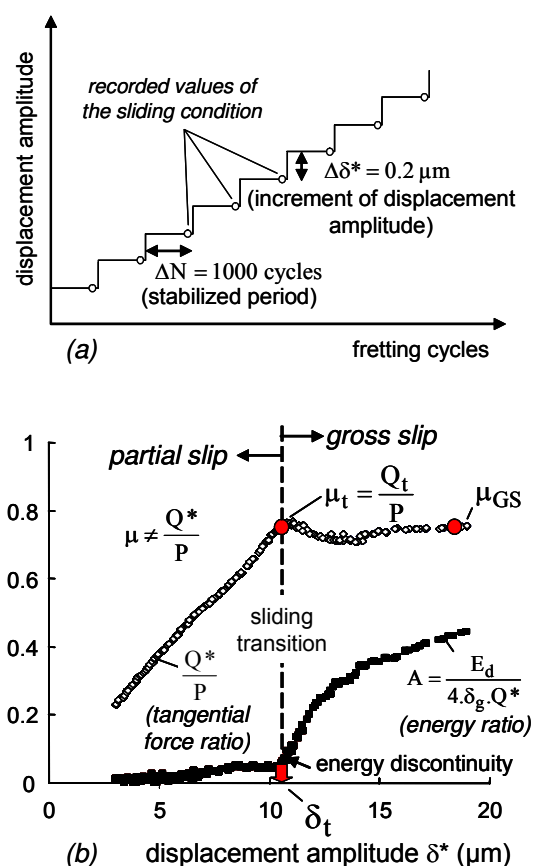 displacement amplitude
recorded values of
the sliding condition
Δδ* = 0.2 µm
(increment of displacement
amplitude)
ΔN = 1000 cycles
(stabilized period)
(a)
fretting cycles
partial slip
gross slip
1
0.8
0.6
0.4
0.2
0
μ ≠ Q*/P
μt = Qt/P
μGS
sliding
transition
Q*/P
(tangential
force ratio)
A = Ed/4.δg.Q*
(energy ratio)
energy discontinuity
0
5
10
15
20
δt
(b)
displacement amplitude δ* (µm)